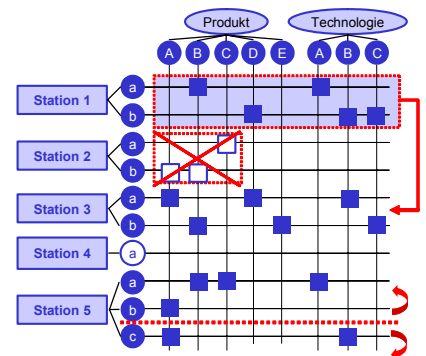 Produkt Technologie
A B C D E A B C
Station 1 a
b
Station 2 a
b
Station 3 a
b
Station 4 a
Station 5 a
b
c